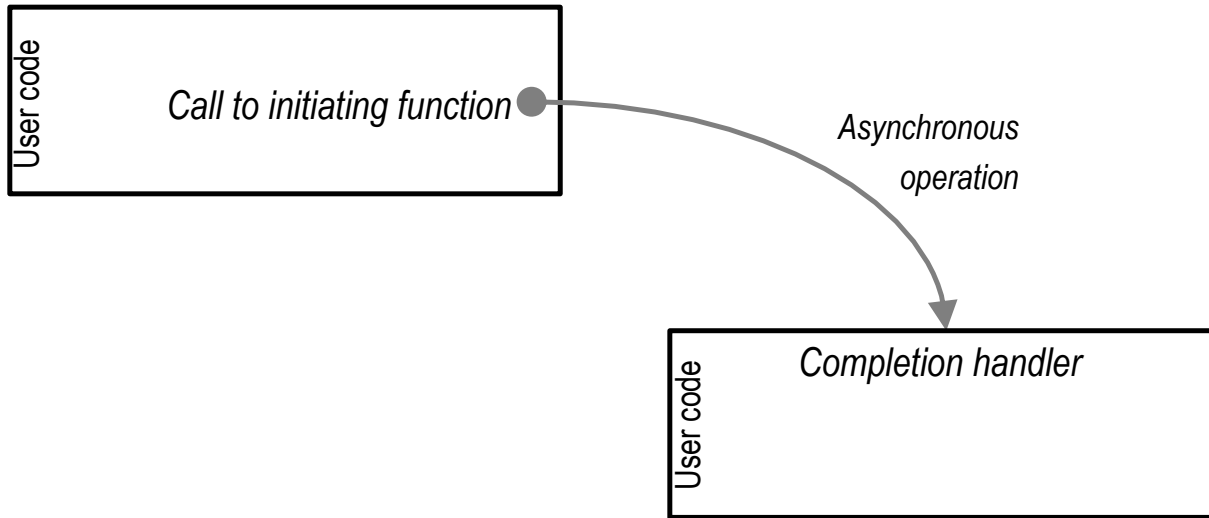 User code
Call to initiating function
Asynchronous
operation
User code
Completion handler